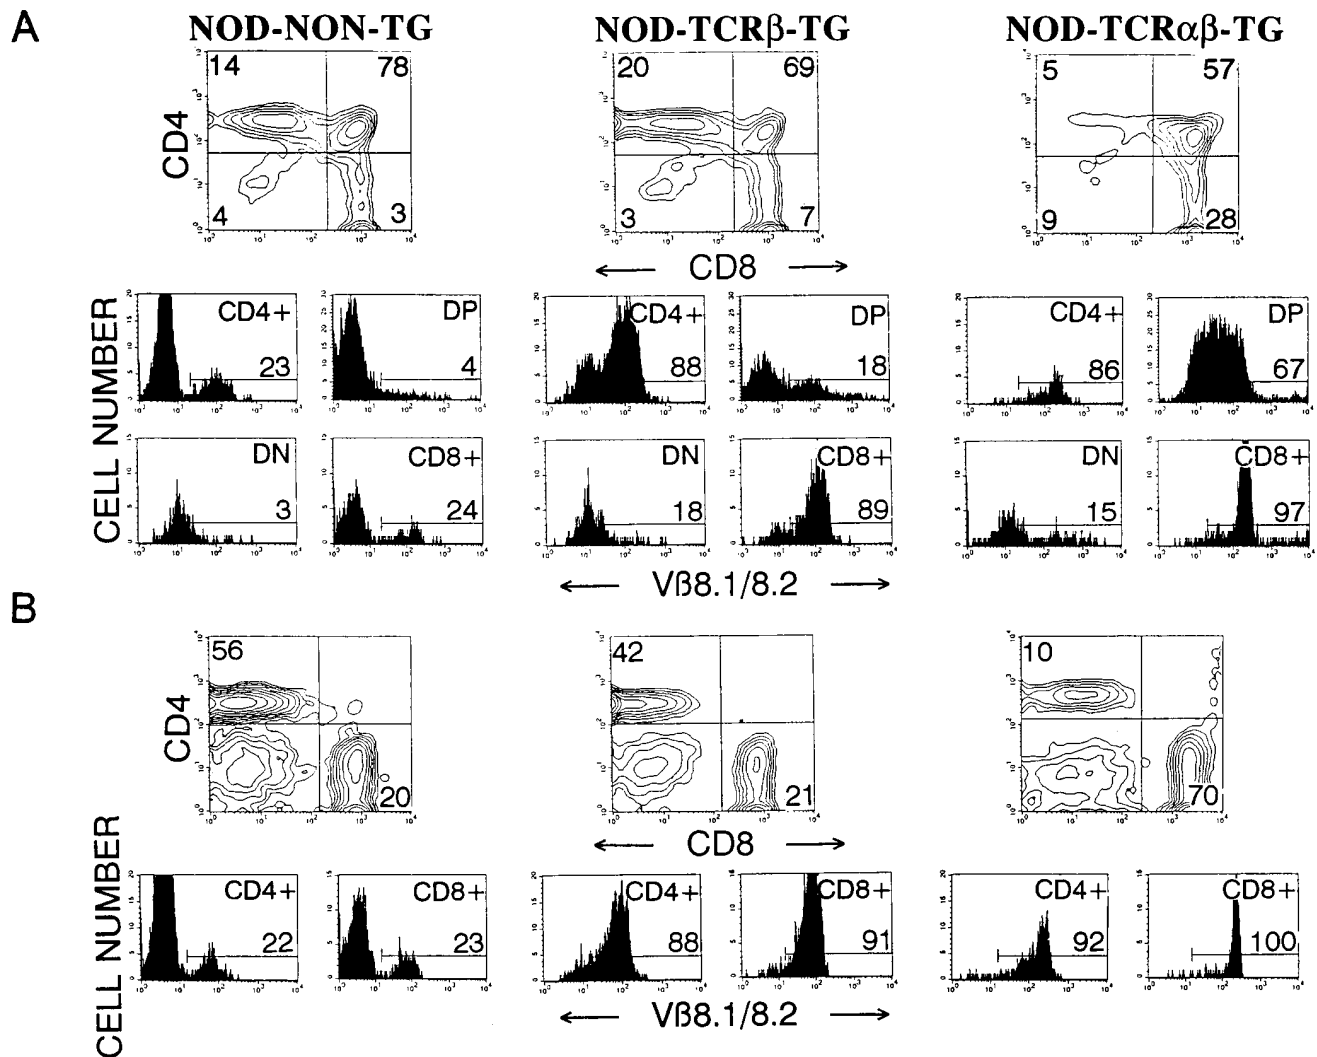 A
NOD-NON-TG
NOD-TCRβ-TG
NOD-TCRαβ-TG
14 78
20 69
5 57
CD4
4 3
3 7
9 28
← CD8 →
CELL NUMBER
CD4+ 23
DP 4
CD4+ 88
DP 18
CD4+ 86
DP 67
DN 3
CD8+ 24
DN 18
CD8+ 89
DN 15
CD8+ 97
← Vß8.1/8.2 →
B
56
42
10
CD4
20
21
70
← CD8 →
CELL NUMBER
CD4+ 22
CD8+ 23
CD4+ 88
CD8+ 91
CD4+ 92
CD8+ 100
← Vß8.1/8.2 →